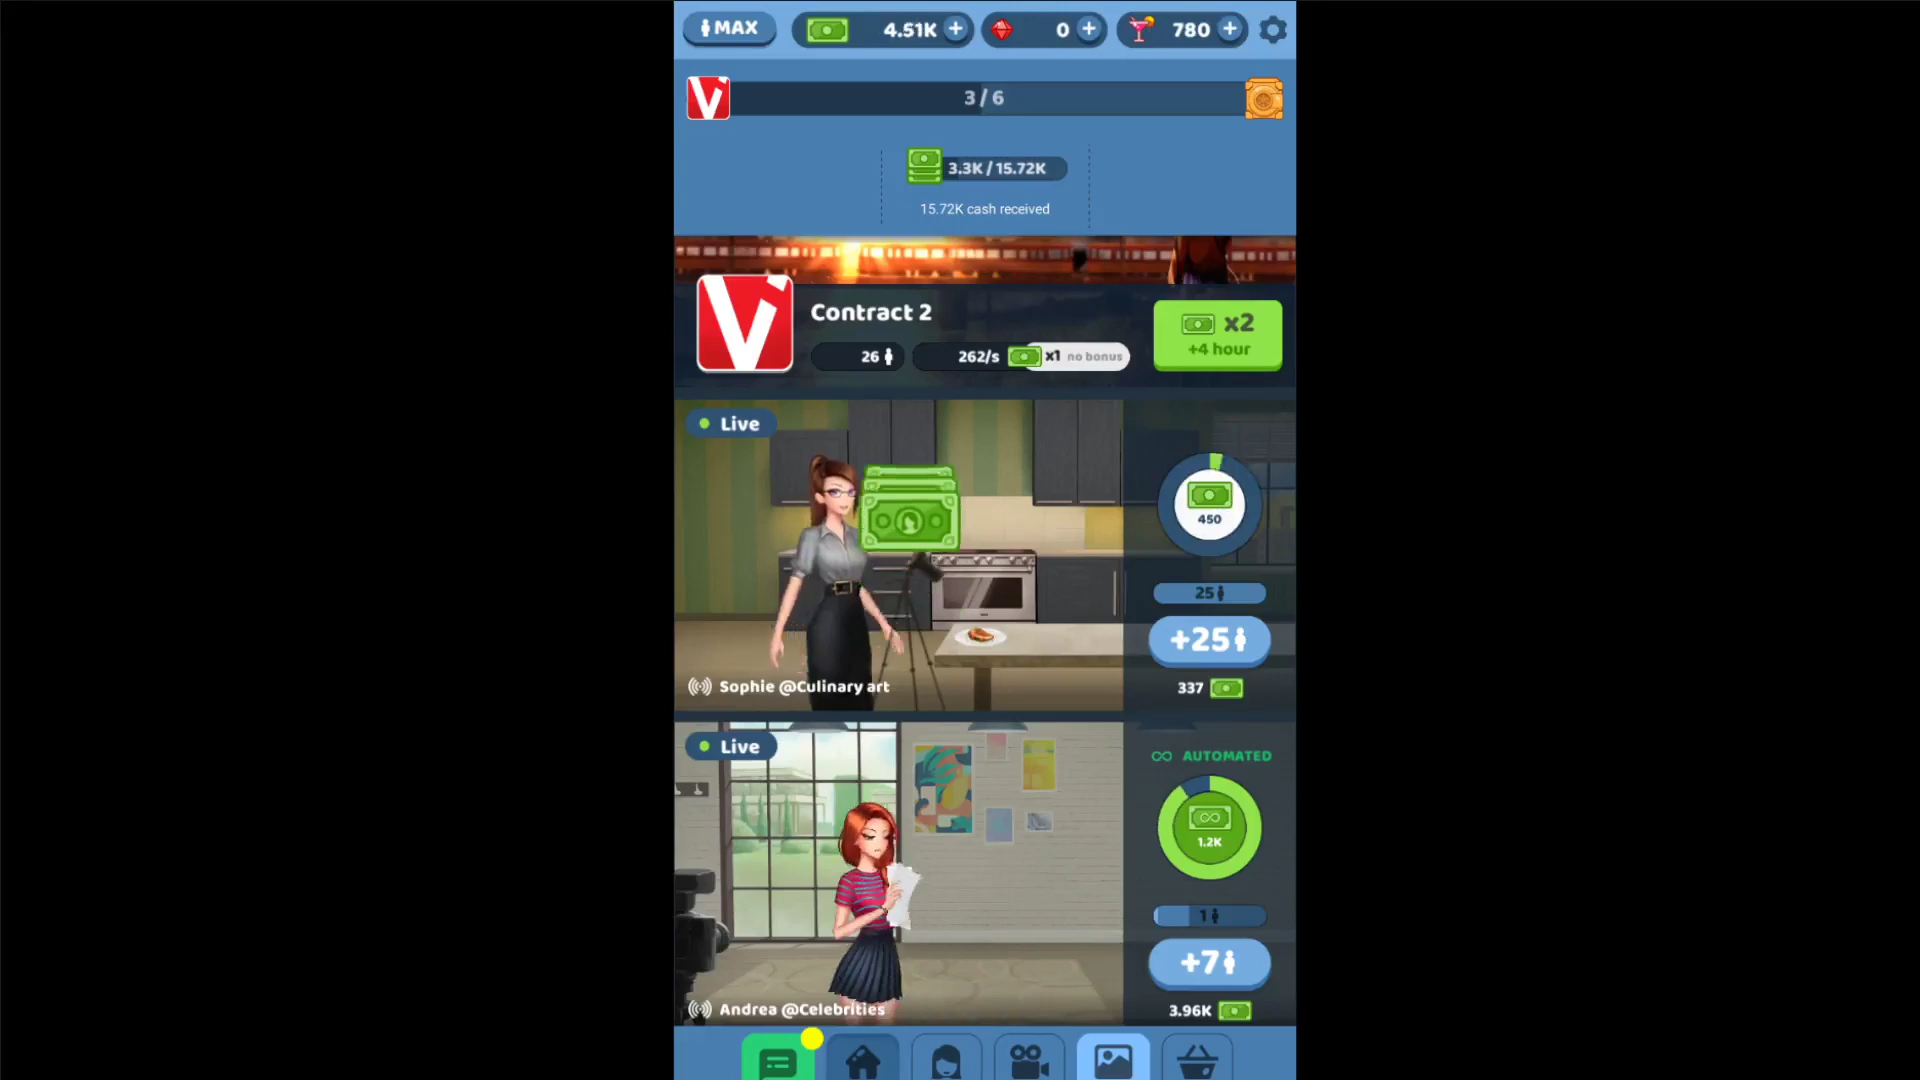 MAX
4.51K
0
780
3 / 6
3.3K / 15.72K
15.72K cash received
Contract 2
x2
+4 hour
26
262/s
x1 no bonus
Live
450
25
+25
Sophie @Culinary art
337
Live
AUTOMATED
1.2K
1
+7
Andrea @Celebrities
3.96K